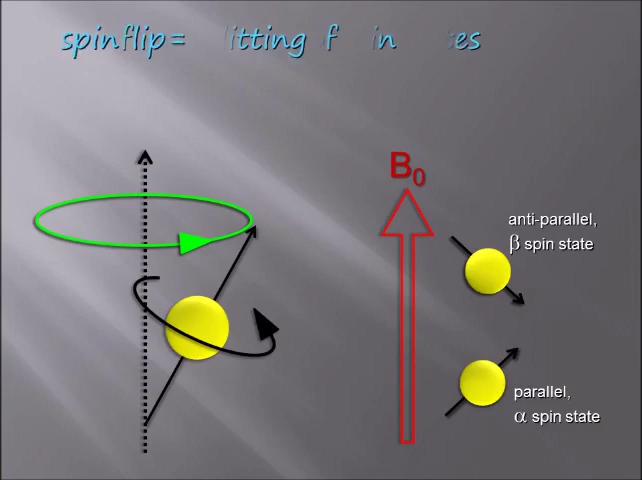 spinflip=
B0
anti-parallel,
β spin state
parallel,
α spin state